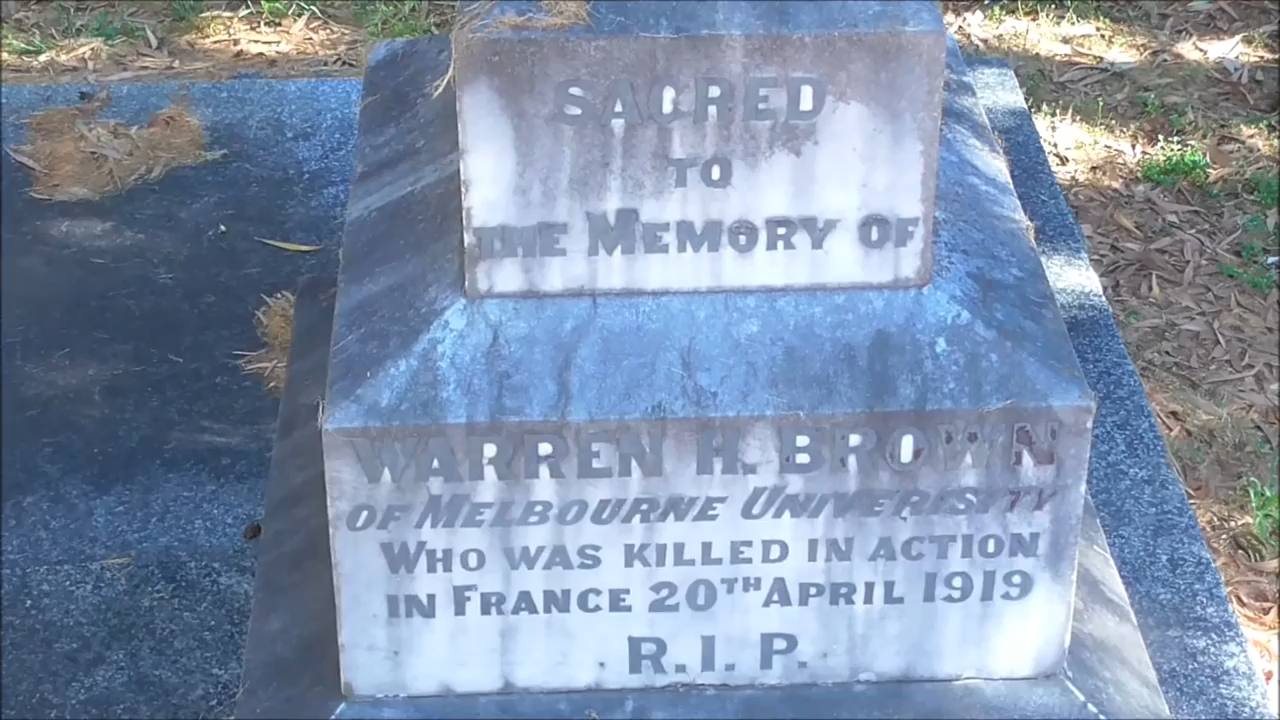 SACRED
TO
THE MEMORY OF
WARREN H. BROWN
OF MELBOURNE UNIVERISITY
WHO WAS KILLED IN ACTION
IN FRANCE 20TH APRIL 1919
R.I.P.